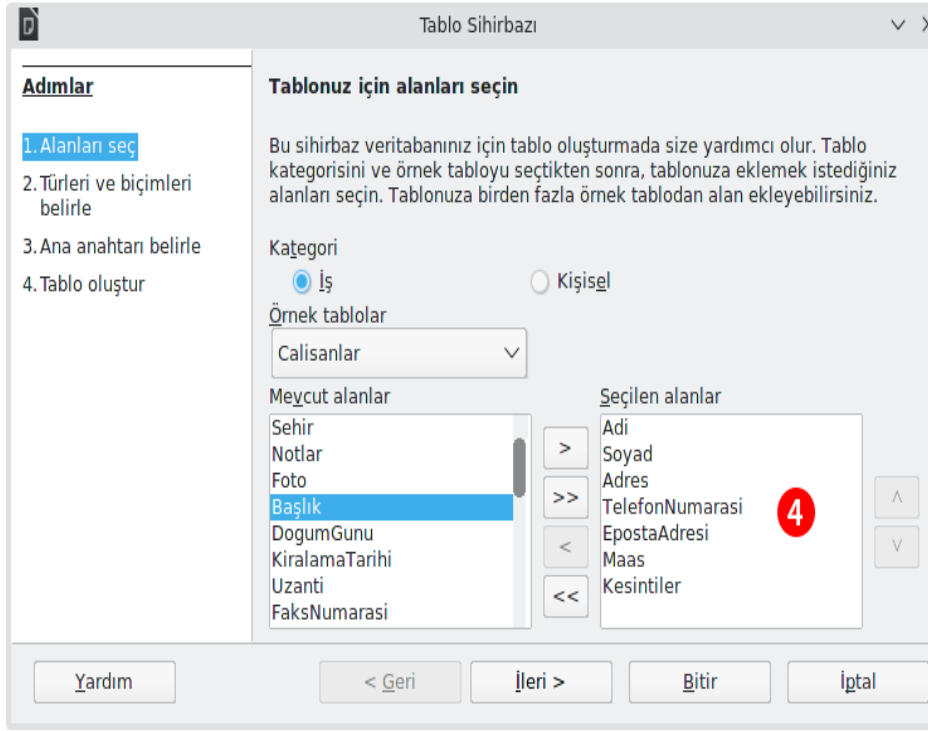 Tablo Sihirbazı
Adımlar
1. Alanları seç
2. Türleri ve biçimleri
belirle
3. Ana anahtarı belirle
4. Tablo oluştur
Tablonuz için alanları seçin
Bu sihirbaz veritabanınız için tablo oluşturmada size yardımcı olur. Tablo
kategorisini ve örnek tabloyu seçtikten sonra, tablonuza eklemek istediğiniz
alanları seçin. Tablonuza birden fazla örnek tablodan alan ekleyebilirsiniz.
Kategori
İş
Kişisel
Örnek tablolar
Calisanlar
Mevcut alanlar
Sehir
Notlar
Foto
Başlık
DogumGunu
KiralamaTarihi
Uzanti
FaksNumarasi
>
>>
<
<<
Seçilen alanlar
Adi
Soyad
Adres
TelefonNumarasi
EpostaAdresi
Maas
Kesintiler
4
Yardım
< Geri
İleri >
Bitir
İptal